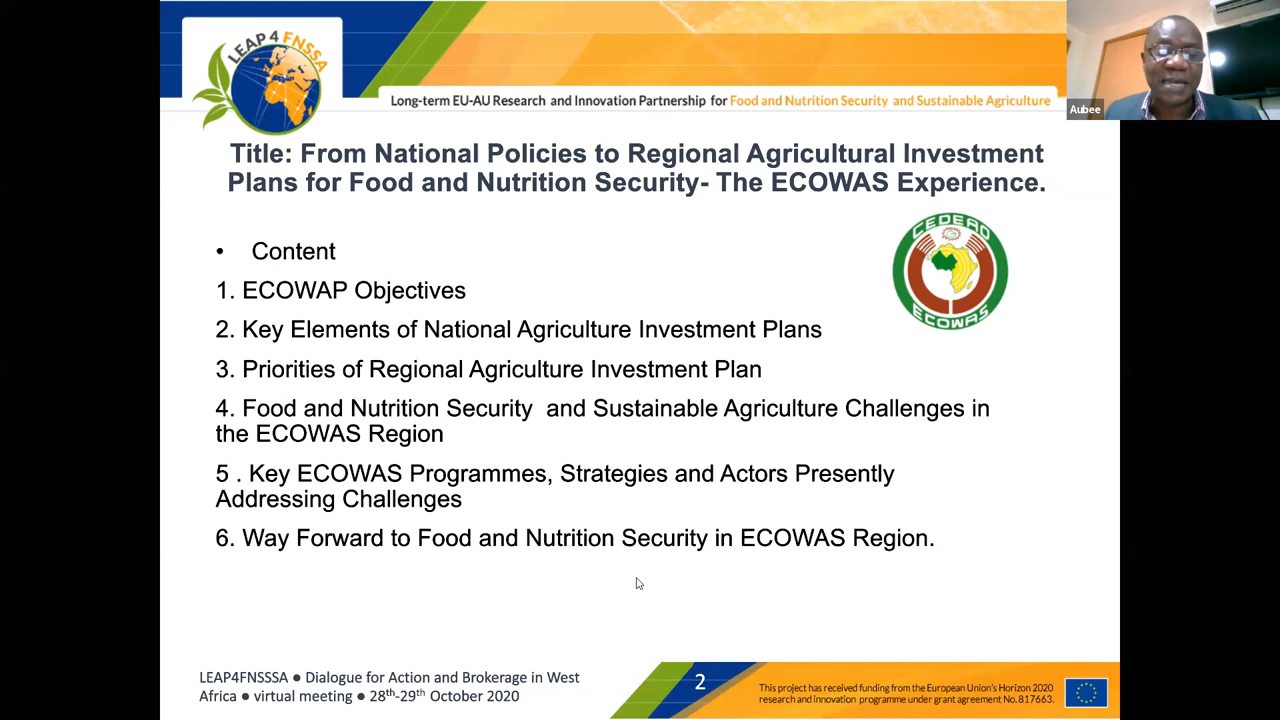 LEAP 4 FNSSA
Long-term EU-AU Research and Innovation Partnership for Food and Nutrition Security and Sustainable Agriculture
Aubee
Title: From National Policies to Regional Agricultural Investment
Plans for Food and Nutrition Security- The ECOWAS Experience.
CEDEAO
ECOWAS
• Content
1. ECOWAP Objectives
2. Key Elements of National Agriculture Investment Plans
3. Priorities of Regional Agriculture Investment Plan
4. Food and Nutrition Security and Sustainable Agriculture Challenges in
the ECOWAS Region
5 . Key ECOWAS Programmes, Strategies and Actors Presently
Addressing Challenges
6. Way Forward to Food and Nutrition Security in ECOWAS Region.
LEAP4FNSSSA ● Dialogue for Action and Brokerage in West
Africa ● virtual meeting ● 28th-29th October 2020
2
This project has received funding from the European Union's Horizon 2020
research and innovation programme under grant agreement No.817663.